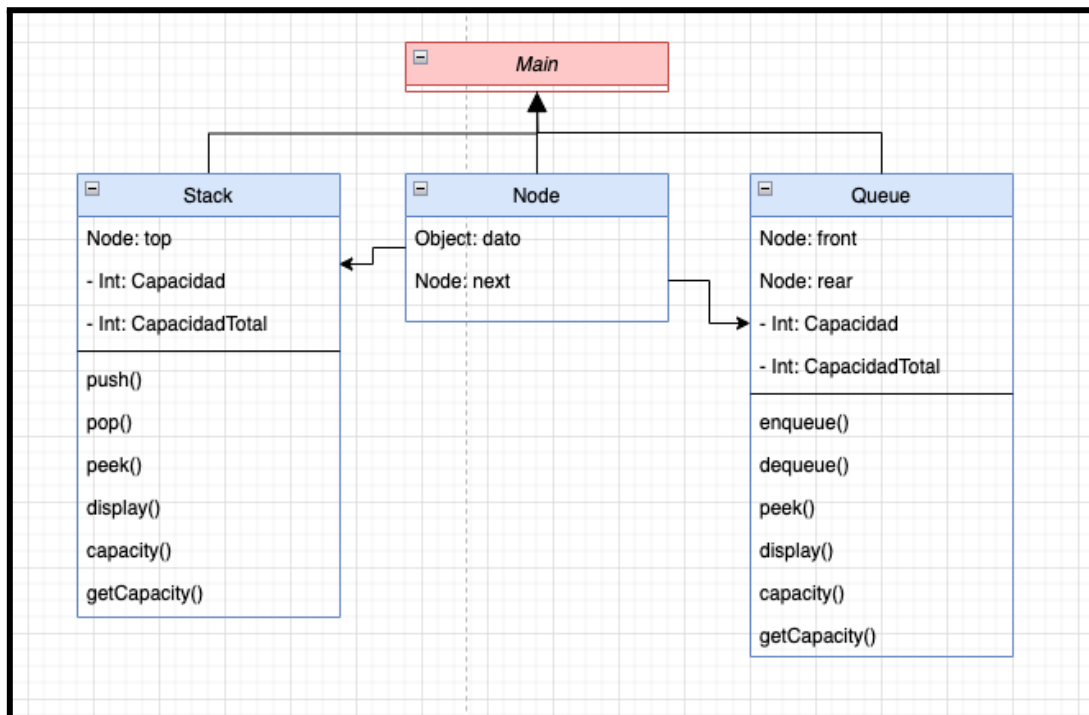 Main
Stack
Node: top
- Int: Capacidad
- Int: CapacidadTotal
push()
pop()
peek()
display()
capacity()
getCapacity()
Node
Object: dato
Node: next
Queue
Node: front
Node: rear
- Int: Capacidad
- Int: CapacidadTotal
enqueue()
dequeue()
peek()
display()
capacity()
getCapacity()